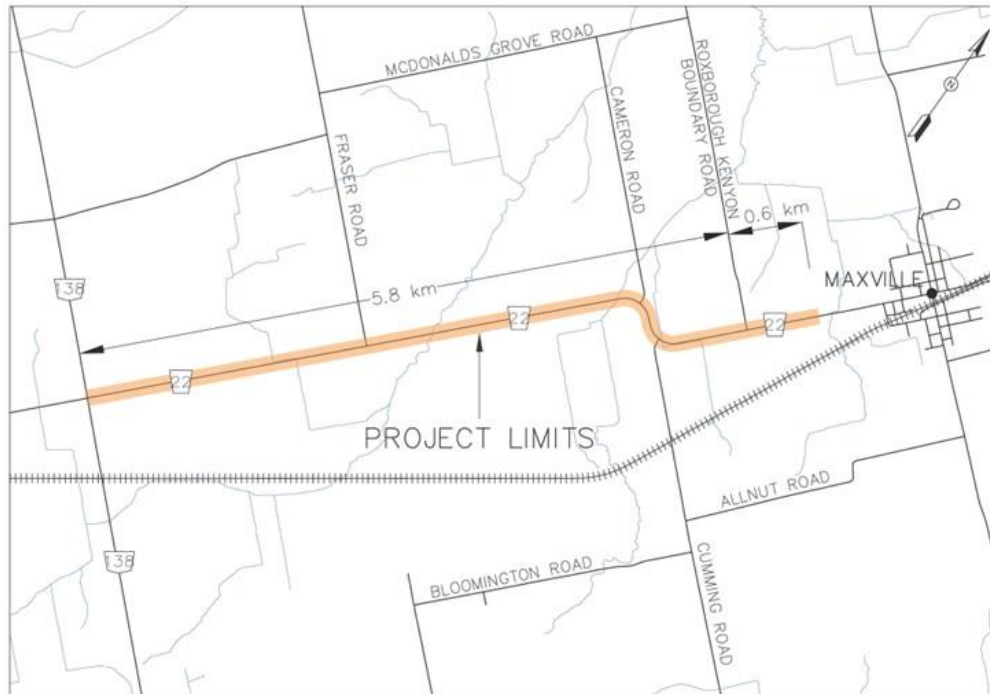 MCDONALDS GROVE ROAD
ROXBOROUGH KENYON
BOUNDARY ROAD
CAMERON ROAD
FRASER ROAD
N
0.6 km
138
5.8 km
MAXVILLE
22
22
22
PROJECT LIMITS
ALLNUT ROAD
138
BLOOMINGTON ROAD
CUMMING ROAD